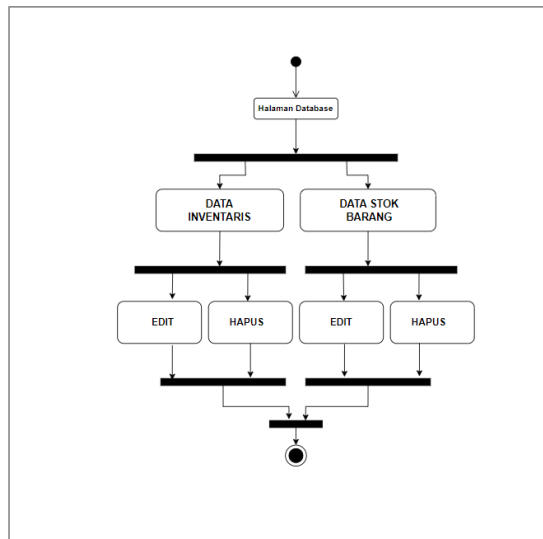 Halaman Database
DATA
INVENTARIS
DATA STOK
BARANG
EDIT
HAPUS
EDIT
HAPUS